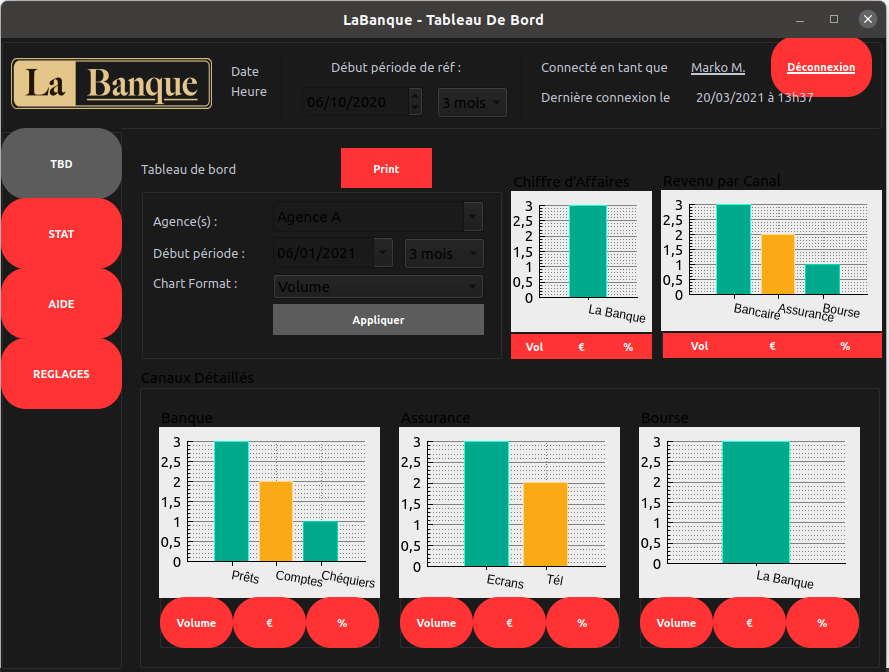 LaBanque - Tableau De Bord
La Banque
Date
Heure
Début période de réf :
06/10/2020
3 mois
Connecté en tant que
Marko M.
Dernière connexion le
20/03/2021 à 13h37
Déconnexion
TBD
STAT
AIDE
REGLAGES
Tableau de bord
Print
Agence(s) :
Agence A
Début période :
06/01/2021
3 mois
Chart Format :
Volume
Appliquer
Chiffre d'Affaires
3
2,5
2
1,5
1
0,5
0
La Banque
Vol
€
%
Revenu par Canal
3
2,5
2
1,5
1
0,5
0
Bancaire
Assurance
Bourse
Vol
€
%
Canaux Détaillés
Banque
3
2,5
2
1,5
1
0,5
0
Prêts
Comptes
Chéquiers
Volume
€
%
Assurance
3
2,5
2
1,5
1
0,5
0
Ecrans
Tél
Volume
€
%
Bourse
3
2,5
2
1,5
1
0,5
0
La Banque
Volume
€
%